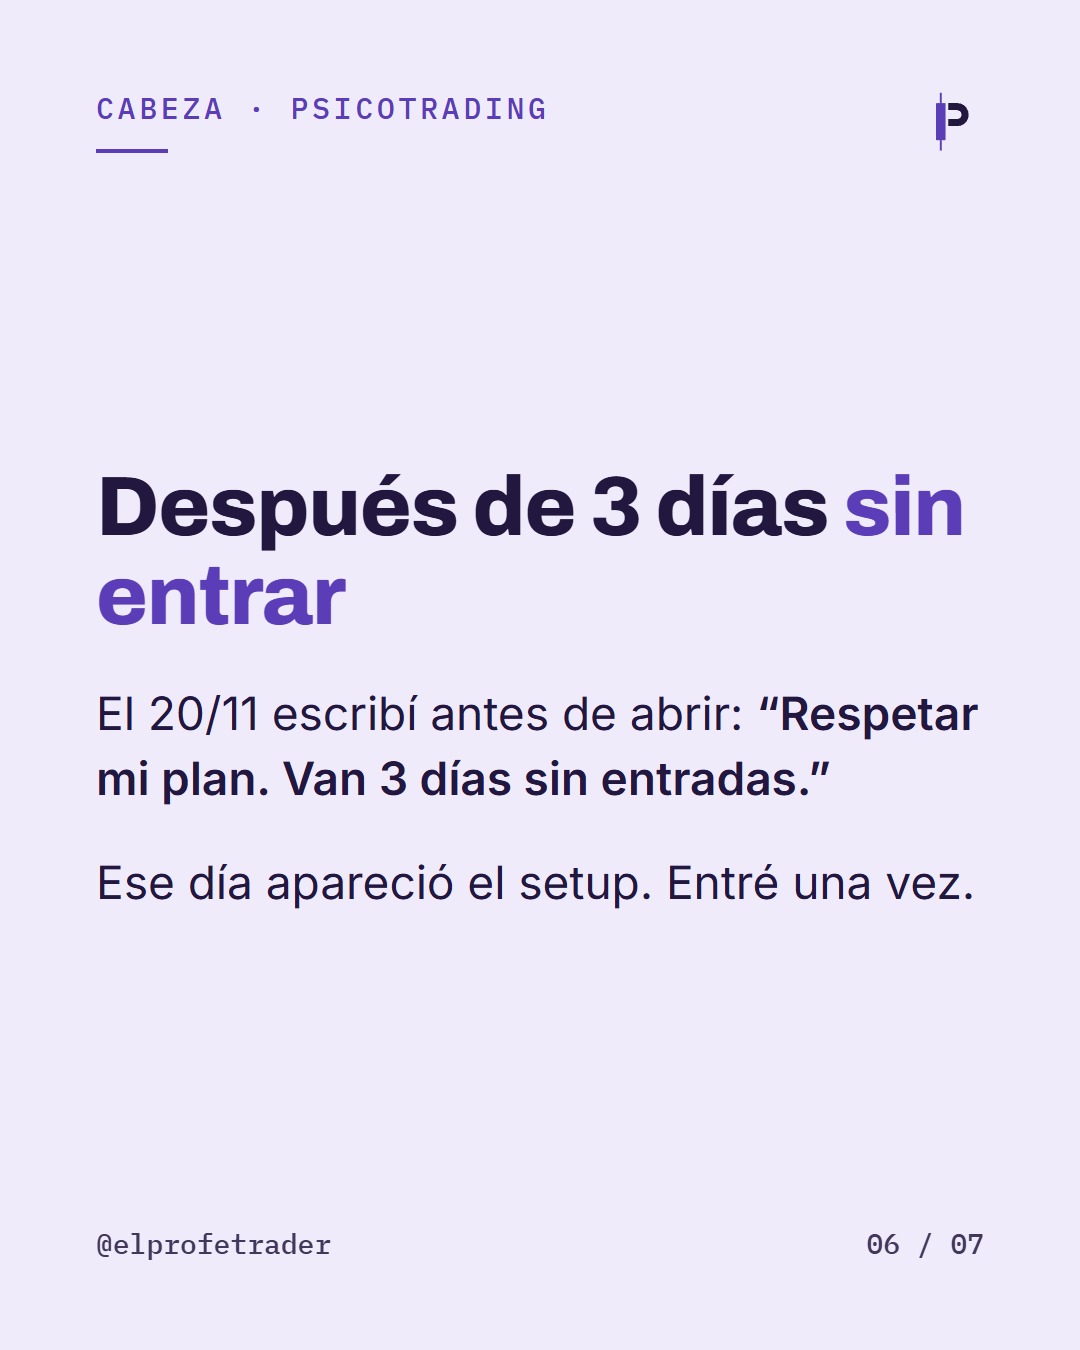 CABEZA · PSICOTRADING
Después de 3 días sin
entrar
El 20/11 escribí antes de abrir: “Respetar
mi plan. Van 3 días sin entradas.”
Ese día apareció el setup. Entré una vez.
@elprofetrader
06 / 07